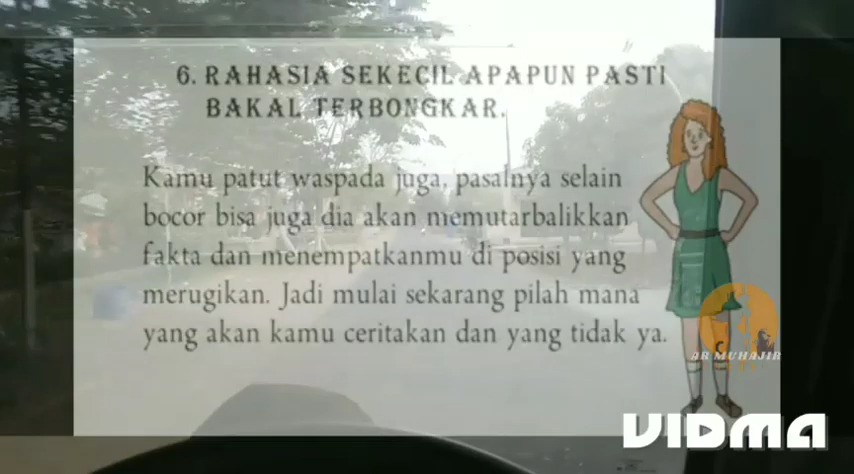 6. RAHASIA SEKECIL APAPUN PASTI
BAKAL TERBONGKAR.
Kamu patut waspada juga, pasalnya selain
bocor bisa juga dia akan memutarbalikkan
fakta dan menempatkanmu di posisi yang
merugikan. Jadi mulai sekarang pilah mana
yang akan kamu ceritakan dan yang tidak ya.
AR MUHAJIR
VIDMA